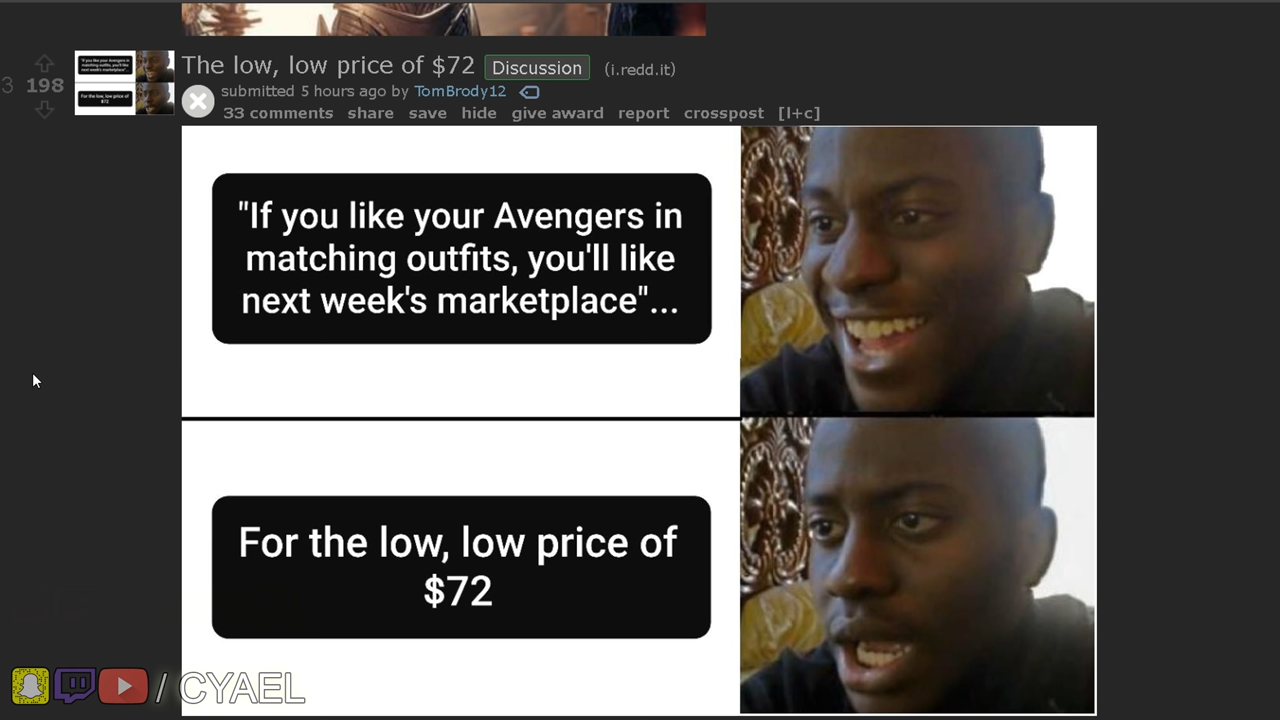 The low, low price of $72 Discussion (i.redd.it)
3 198
submitted 5 hours ago by TomBrody12
33 comments share save hide give award report crosspost [l+c]
"If you like your Avengers in
matching outfits, you'll like
next week's marketplace"...
For the low, low price of
$72
/ CYAEL